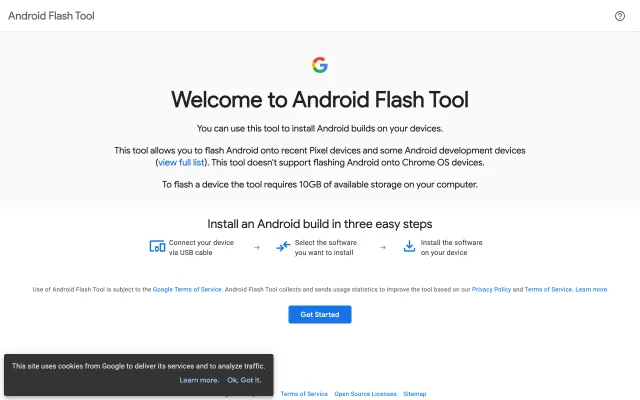 Android Flash Tool
Welcome to Android Flash Tool
You can use this tool to install Android builds on your devices.
This tool allows you to flash Android onto recent Pixel devices and some Android development devices
(view full list). This tool doesn't support flashing Android onto Chrome OS devices.
To flash a device the tool requires 10GB of available storage on your computer.
Install an Android build in three easy steps
Connect your device
via USB cable
→
Select the software
you want to install
→
Install the software
on your device
Use of Android Flash Tool is subject to the Google Terms of Service. Android Flash Tool collects and sends usage statistics to improve the tool based on our Privacy Policy and Terms of Service. Learn more
Get Started
This site uses cookies from Google to deliver its services and to analyze traffic.
Learn more. Ok, Got it.
Terms of Service Open Source Licenses Sitemap